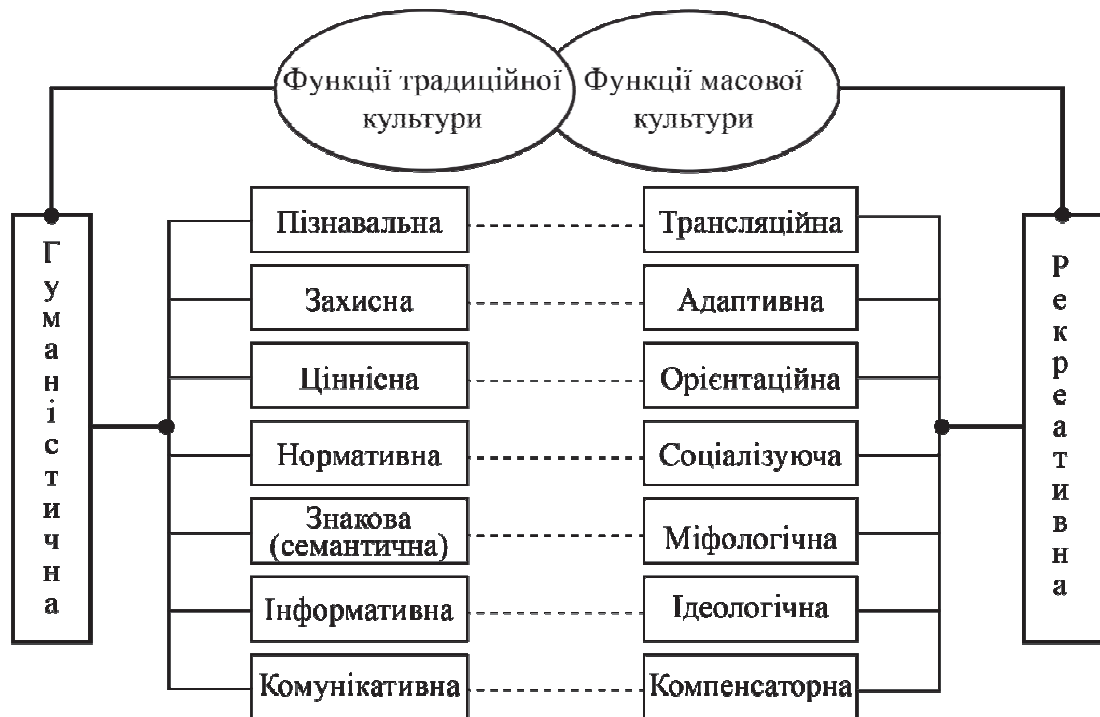 Функції традиційної
культури
Функції масової
культури
Гуманістична
Пізнавальна
Трансляційна
Захисна
Адаптивна
Ціннісна
Орієнтаційна
Нормативна
Соціалізуюча
Знакова
(семантична)
Міфологічна
Інформативна
Ідеологічна
Комунікативна
Компенсаторна
Рекреативна